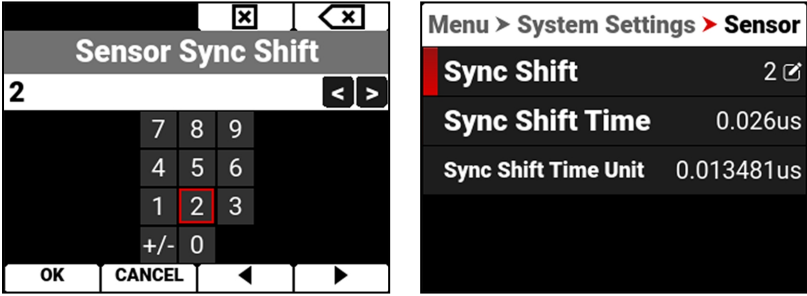 Sensor Sync Shift
2
< >
7 8 9
4 5 6
1 2 3
+/- 0
OK CANCEL
Menu > System Settings > Sensor
Sync Shift 2
Sync Shift Time 0.026us
Sync Shift Time Unit 0.013481us